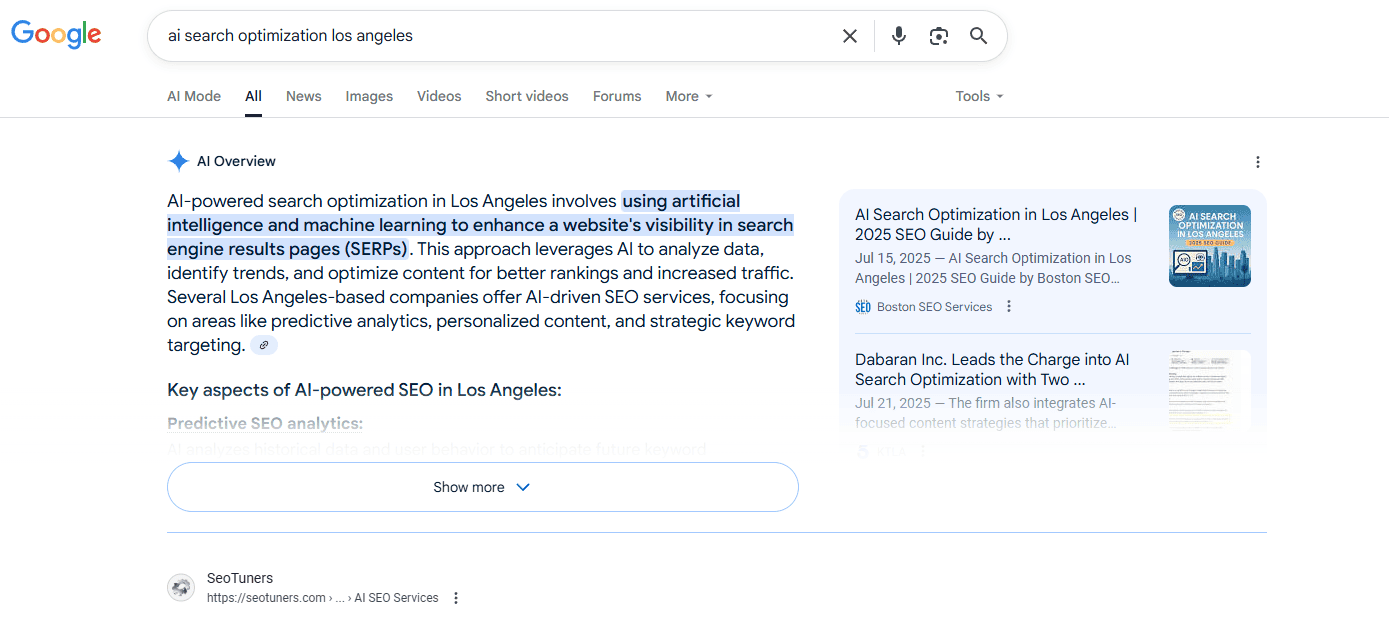 Google
ai search optimization los angeles
AI Mode
All
News
Images
Videos
Short videos
Forums
More
Tools
AI Overview
AI-powered search optimization in Los Angeles involves using artificial
intelligence and machine learning to enhance a website's visibility in search
engine results pages (SERPs). This approach leverages AI to analyze data,
identify trends, and optimize content for better rankings and increased traffic.
Several Los Angeles-based companies offer AI-driven SEO services, focusing
on areas like predictive analytics, personalized content, and strategic keyword
targeting.
Key aspects of AI-powered SEO in Los Angeles:
Predictive SEO analytics:
AI analyzes historical data and user behavior to anticipate future keyword
Show more
AI Search Optimization in Los Angeles |
2025 SEO Guide by ...
Jul 15, 2025 — AI Search Optimization in Los
Angeles | 2025 SEO Guide by Boston SEO...
SEO Boston SEO Services
AI SEARCH
OPTIMIZATION
IN LOS ANGELES
2025 SEO GUIDE
Dabaran Inc. Leads the Charge into AI
Search Optimization with Two ...
Jul 21, 2025 — The firm also integrates AI-
focused content strategies that prioritize...
SeoTuners
https://seotuners.com › ... › AI SEO Services